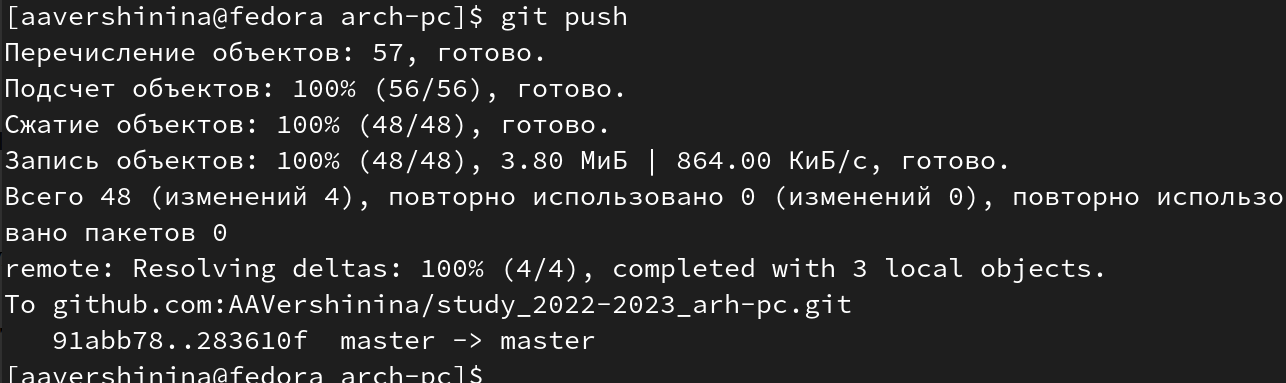 [aavershinina@fedora arch-pc]$ git push
Перечисление объектов: 57, готово.
Подсчет объектов: 100% (56/56), готово.
Сжатие объектов: 100% (48/48), готово.
Запись объектов: 100% (48/48), 3.80 МиБ | 864.00 КиБ/с, готово.
Всего 48 (изменений 4), повторно использовано 0 (изменений 0), повторно использо
вано пакетов 0
remote: Resolving deltas: 100% (4/4), completed with 3 local objects.
To github.com:AAVershinina/study_2022-2023_arh-pc.git
   91abb78..283610f  master -> master
[aavershinina@fedora arch-pc]$